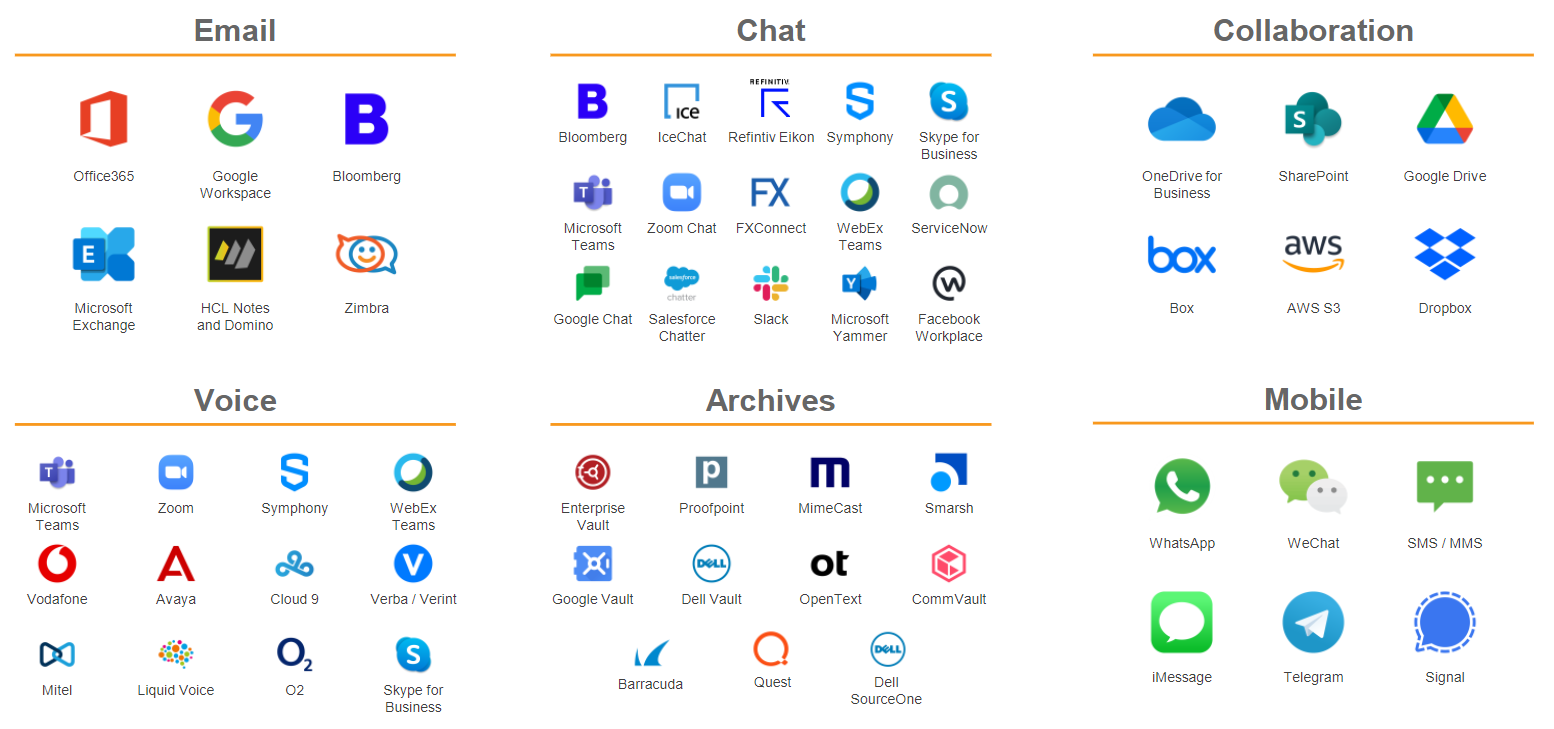 Email
Office365
Google
Workspace
Bloomberg
Microsoft
Exchange
HCL Notes
and Domino
Zimbra
Chat
Bloomberg
ICE
IceChat
REFINITIV
Refintiv Eikon
Symphony
Skype for
Business
Microsoft
Teams
Zoom Chat
FX
FXConnect
WebEx
Teams
ServiceNow
Google Chat
salesforce
chatter
Salesforce
Chatter
Slack
Microsoft
Yammer
Facebook
Workplace
Collaboration
OneDrive for
Business
SharePoint
Google Drive
box
Box
aws
AWS S3
Dropbox
Voice
Microsoft
Teams
Zoom
Symphony
WebEx
Teams
Vodafone
Avaya
Cloud 9
Verba / Verint
Mitel
Liquid Voice
O2
O2
Skype for
Business
Archives
Enterprise
Vault
Proofpoint
MimeCast
Smarsh
Google Vault
DELL
Dell Vault
ot
OpenText
CommVault
Barracuda
Quest
DELL
Dell
SourceOne
Mobile
WhatsApp
WeChat
SMS / MMS
iMessage
Telegram
Signal